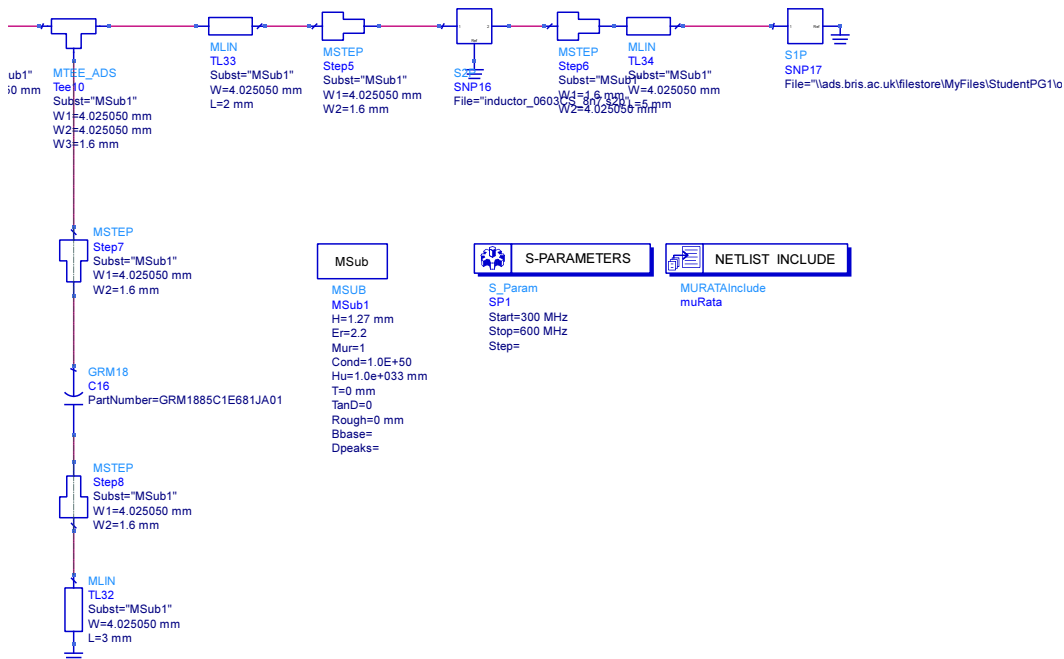 ub1"
50 mm
MTEE_ADS
Tee10
Subst="MSub1"
W1=4.025050 mm
W2=4.025050 mm
W3=1.6 mm
MLIN
TL33
Subst="MSub1"
W=4.025050 mm
L=2 mm
MSTEP
Step5
Subst="MSub1"
W1=4.025050 mm
W2=1.6 mm
1
2
Ref
S2P
SNP16
File="inductor_0603CS_8n7.s2p"
MSTEP
Step6
Subst="MSub1"
W1=1.6 mm
W2=4.025050 mm
MLIN
TL34
Subst="MSub1"
W=4.025050 mm
L=5 mm
1
Ref
S1P
SNP17
File="\\ads.bris.ac.uk\filestore\MyFiles\StudentPG1\o
MSTEP
Step7
Subst="MSub1"
W1=4.025050 mm
W2=1.6 mm
GRM18
C16
PartNumber=GRM1885C1E681JA01
MSTEP
Step8
Subst="MSub1"
W1=4.025050 mm
W2=1.6 mm
MLIN
TL32
Subst="MSub1"
W=4.025050 mm
L=3 mm
MSub
MSUB
MSub1
H=1.27 mm
Er=2.2
Mur=1
Cond=1.0E+50
Hu=1.0e+033 mm
T=0 mm
TanD=0
Rough=0 mm
Bbase=
Dpeaks=
S-PARAMETERS
S_Param
SP1
Start=300 MHz
Stop=600 MHz
Step=
NETLIST INCLUDE
MURATAInclude
muRata